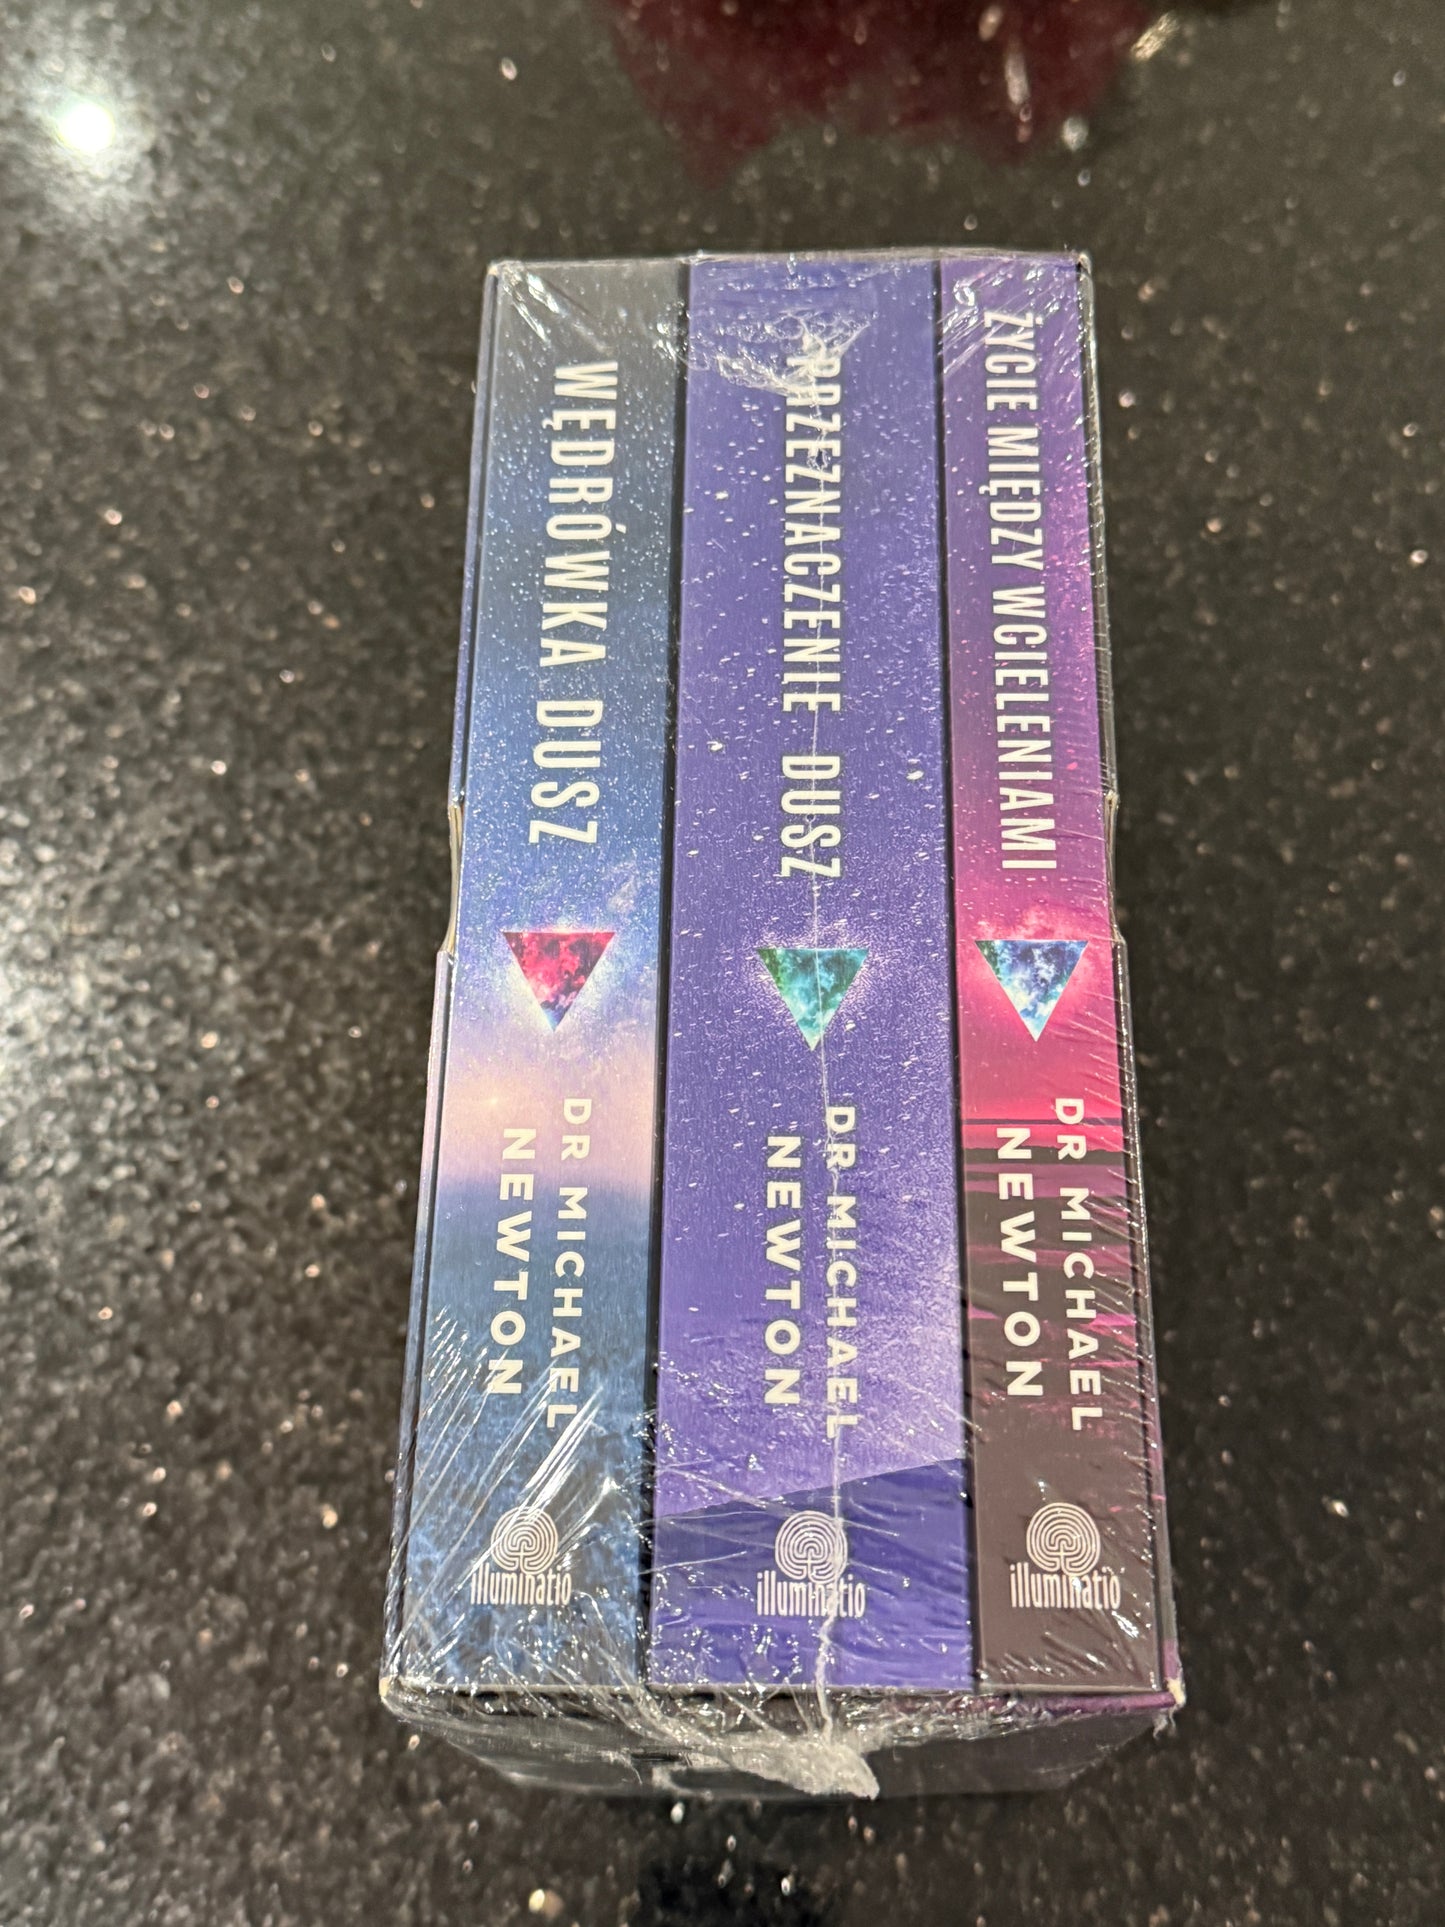 WĘDRÓWKA DUSZ
DR MICHAEL
NEWTON
illuminatio
PRZEZNACZENIE DUSZ
DR MICHAEL
NEWTON
illuminatio
ŻYCIE MIĘDZY WCIELENIAMI
DR MICHAEL
NEWTON
illuminatio